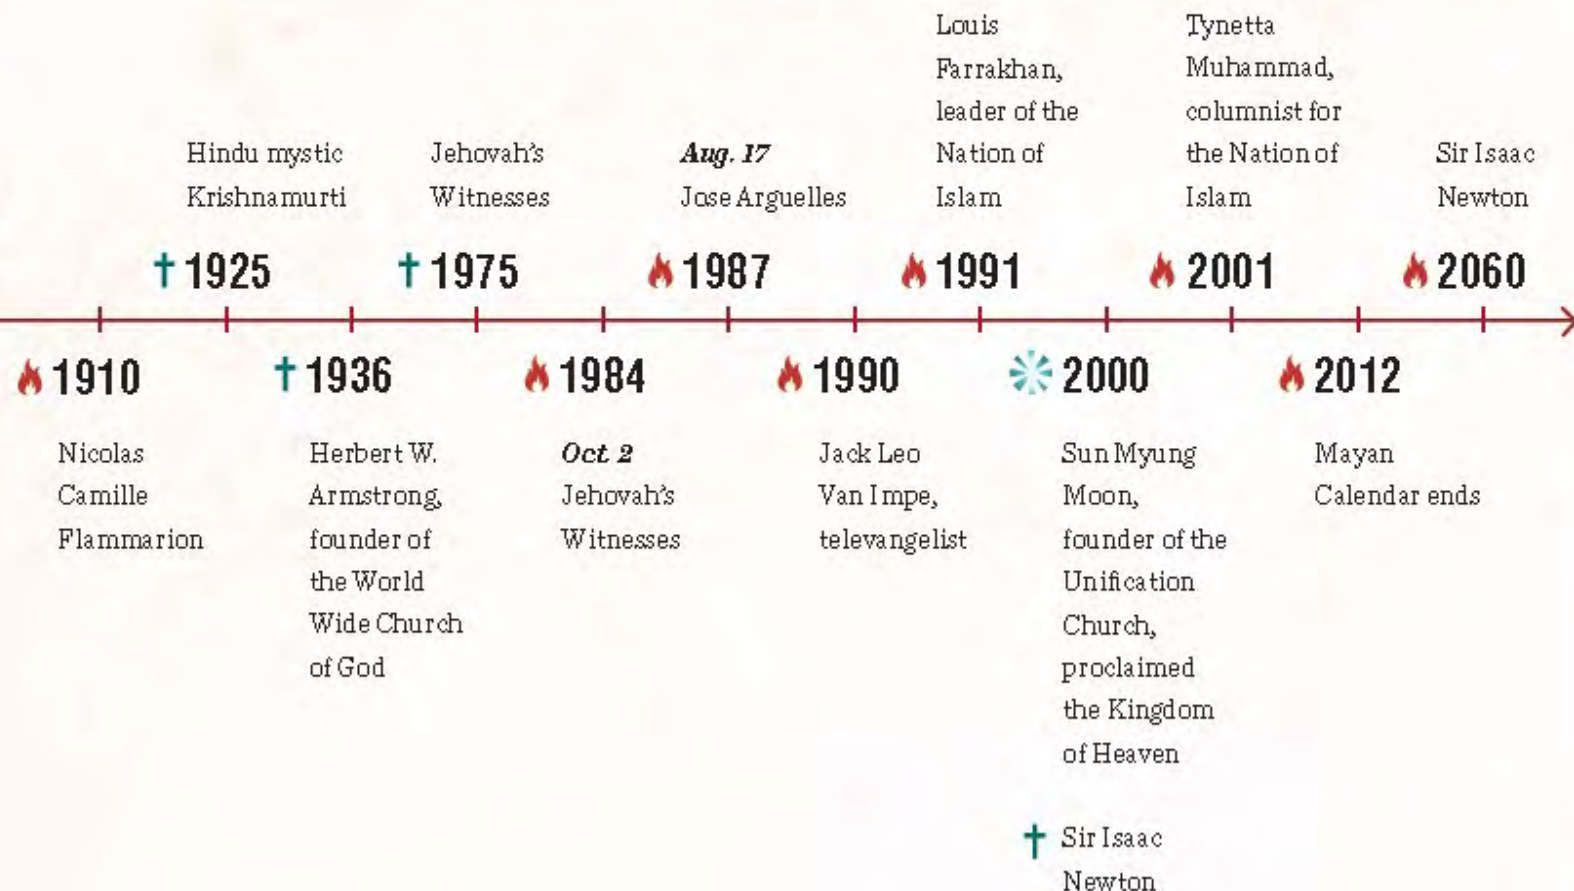 Louis
Farrakhan,
leader of the
Nation of
Islam
Tynetta
Muhammad,
columnist for
the Nation of
Islam
Hindu mystic
Krishnamurti
Jehovah's
Witnesses
Aug. 17
Jose Arguelles
Sir Isaac
Newton
1925
1975
1987
1991
2001
2060
1910
1936
1984
1990
2000
2012
Nicolas
Camille
Flammarion
Herbert W.
Armstrong,
founder of
the World
Wide Church
of God
Oct. 2
Jehovah's
Witnesses
Jack Leo
Van Impe,
televangelist
Sun Myung
Moon,
founder of the
Unification
Church,
proclaimed
the Kingdom
of Heaven
Sir Isaac
Newton
Mayan
Calendar ends